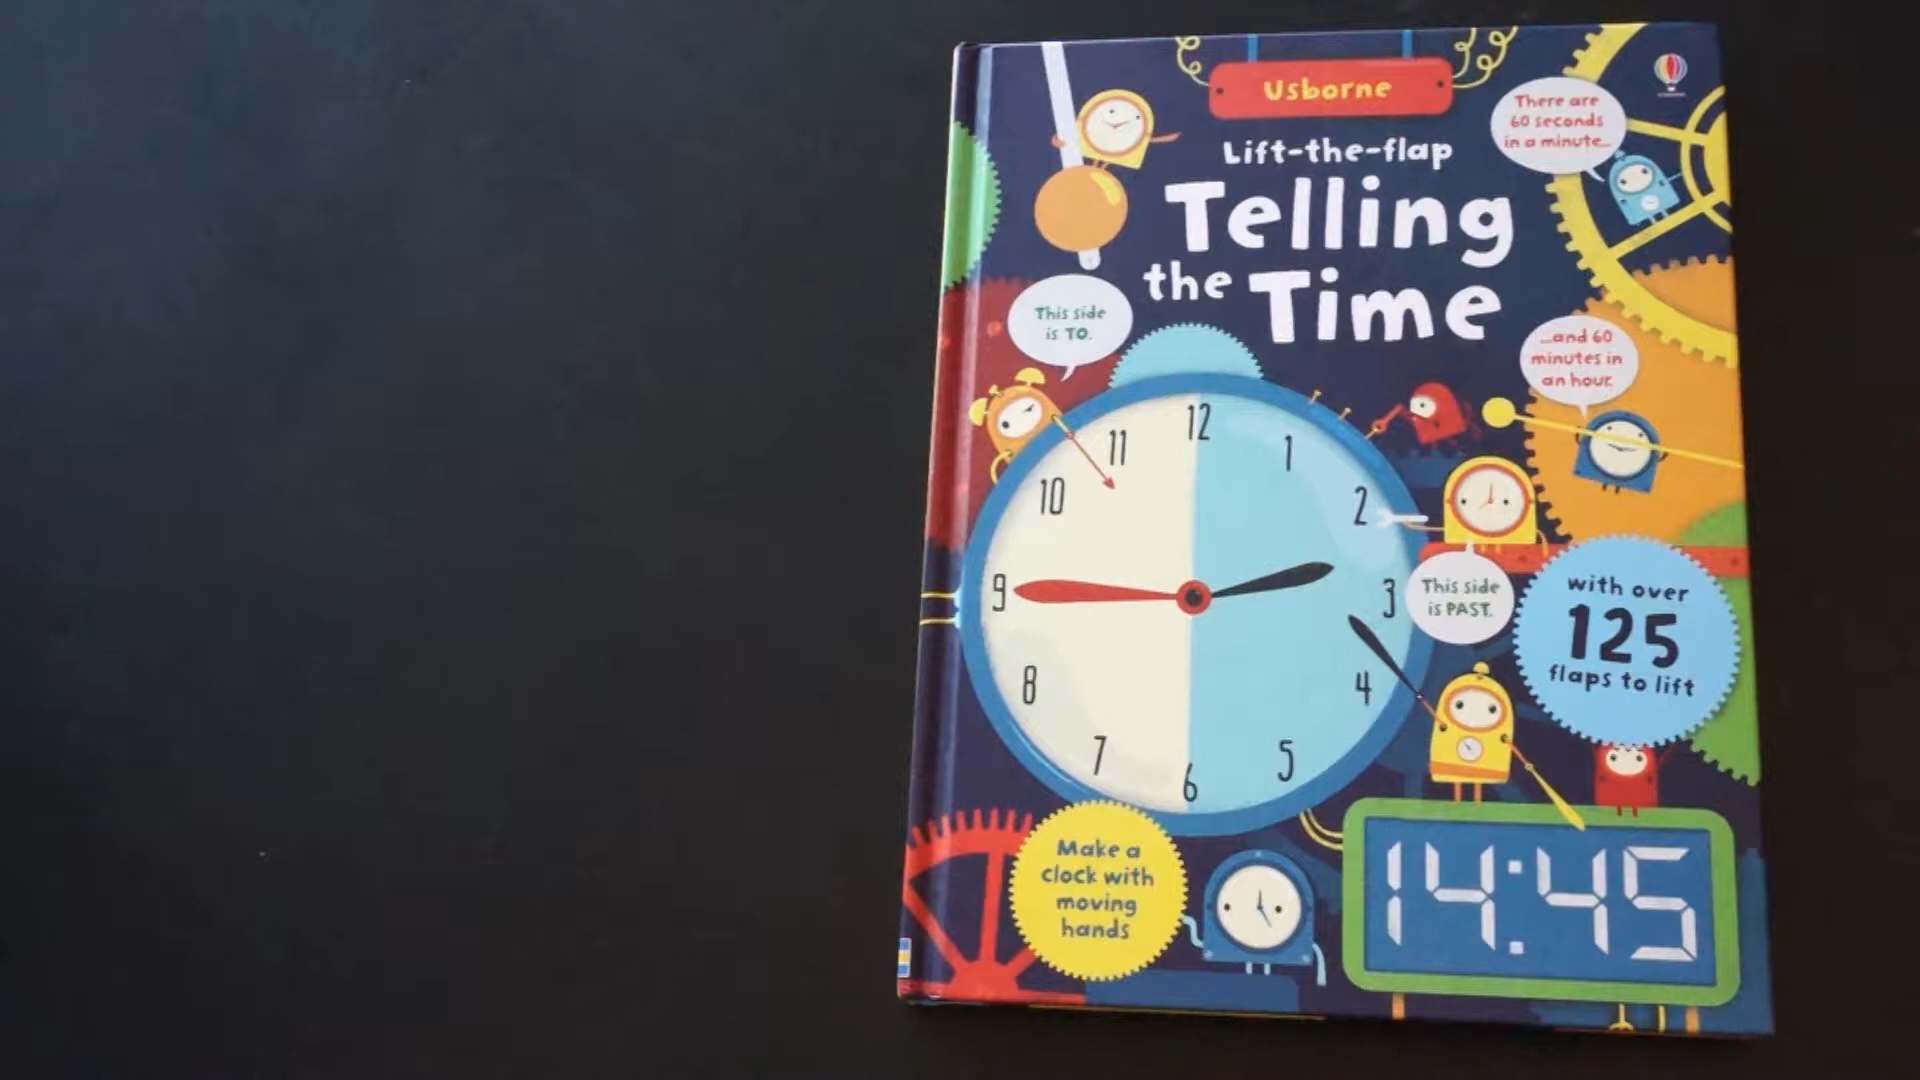 Usborne
Lift-the-flap
Telling
the Time
There are
60 seconds
in a minute...
...and 60
minutes in
an hour.
This side
is TO.
12
11
1
10
2
9
3
8
4
7
5
6
This side
is PAST.
with over
125
flaps to lift
Make a
clock with
moving
hands
14:45